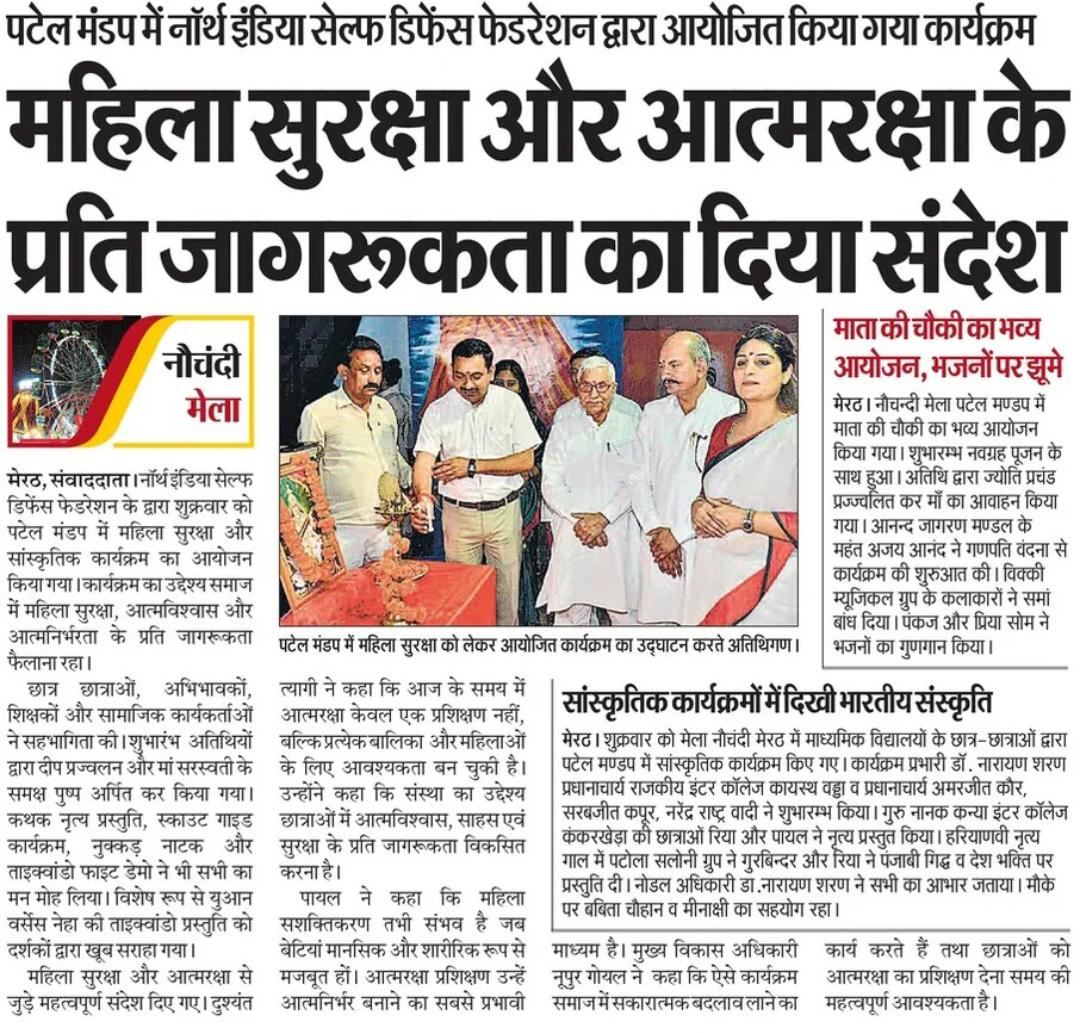 पटेल मंडप में नॉर्थ इंडिया सेल्फ डिफेंस फेडरेशन द्वारा आयोजित किया गया कार्यक्रम
महिला सुरक्षा और आत्मरक्षा के
प्रति जागरूकता का दिया संदेश
नौचंदी
मेला
मेरठ, संवाददाता। नॉर्थ इंडिया सेल्फ
डिफेंस फेडरेशन के द्वारा शुक्रवार को
पटेल मंडप में महिला सुरक्षा और
सांस्कृतिक कार्यक्रम का आयोजन
किया गया। कार्यक्रम का उद्देश्य समाज
में महिला सुरक्षा, आत्मविश्वास और
आत्मनिर्भरता के प्रति जागरूकता
फैलाना रहा।
छात्र छात्राओं, अभिभावकों,
शिक्षकों और सामाजिक कार्यकर्ताओं
ने सहभागिता की। शुभारंभ अतिथियों
द्वारा दीप प्रज्वलन और मां सरस्वती के
समक्ष पुष्प अर्पित कर किया गया।
कथक नृत्य प्रस्तुति, स्काउट गाइड
कार्यक्रम, नुक्कड़ नाटक और
ताइक्वांडो फाइट डेमो ने भी सभी का
मन मोह लिया। विशेष रूप से युआन
वर्सेस नेहा की ताइक्वांडो प्रस्तुति को
दर्शकों द्वारा खूब सराहा गया।
महिला सुरक्षा और आत्मरक्षा से
जुड़े महत्वपूर्ण संदेश दिए गए। दुश्यंत
पटेल मंडप में महिला सुरक्षा को लेकर आयोजित कार्यक्रम का उद्घाटन करते अतिथिगण।
त्यागी ने कहा कि आज के समय में
आत्मरक्षा केवल एक प्रशिक्षण नहीं,
बल्कि प्रत्येक बालिका और महिलाओं
के लिए आवश्यकता बन चुकी है।
उन्होंने कहा कि संस्था का उद्देश्य
छात्राओं में आत्मविश्वास, साहस एवं
सुरक्षा के प्रति जागरूकता विकसित
करना है।
पायल ने कहा कि महिला
सशक्तिकरण तभी संभव है जब
बेटियां मानसिक और शारीरिक रूप से
मजबूत हों। आत्मरक्षा प्रशिक्षण उन्हें
आत्मनिर्भर बनाने का सबसे प्रभावी
माध्यम है। मुख्य विकास अधिकारी
नूपुर गोयल ने कहा कि ऐसे कार्यक्रम
समाज में सकारात्मक बदलाव लाने का
कार्य करते हैं तथा छात्राओं को
आत्मरक्षा का प्रशिक्षण देना समय की
महत्वपूर्ण आवश्यकता है।
माता की चौकी का भव्य
आयोजन, भजनों पर झूमे
मेरठ। नौचन्दी मेला पटेल मण्डप में
माता की चौकी का भव्य आयोजन
किया गया। शुभारम्भ नवग्रह पूजन के
साथ हुआ। अतिथि द्वारा ज्योति प्रचंड
प्रज्ज्वलित कर माँ का आवाहन किया
गया। आनन्द जागरण मण्डल के
महंत अजय आनंद ने गणपति वंदना से
कार्यक्रम की शुरुआत की। विक्की
म्यूजिकल ग्रुप के कलाकारों ने समां
बांध दिया। पंकज और प्रिया सोम ने
भजनों का गुणगान किया।
सांस्कृतिक कार्यक्रमों में दिखी भारतीय संस्कृति
मेरठ। शुक्रवार को मेला नौचंदी मेरठ में माध्यमिक विद्यालयों के छात्र-छात्राओं द्वारा
पटेल मण्डप में सांस्कृतिक कार्यक्रम किए गए। कार्यक्रम प्रभारी डॉ. नारायण शरण
प्रधानाचार्य राजकीय इंटर कॉलेज कायस्थ वड्ढा व प्रधानाचार्य अमरजीत कौर,
सरबजीत कपूर, नरेंद्र राष्ट्र वादी ने शुभारम्भ किया। गुरु नानक कन्या इंटर कॉलेज
कंकरखेड़ा की छात्राओं रिया और पायल ने नृत्य प्रस्तुत किया। हरियाणवी नृत्य
गाल में पटोला सलोनी ग्रुप ने गुरबिन्दर और रिया ने पंजाबी गिद्ध व देश भक्ति पर
प्रस्तुति दी। नोडल अधिकारी डा.नारायण शरण ने सभी का आभार जताया। मौके
पर बबिता चौहान व मीनाक्षी का सहयोग रहा।